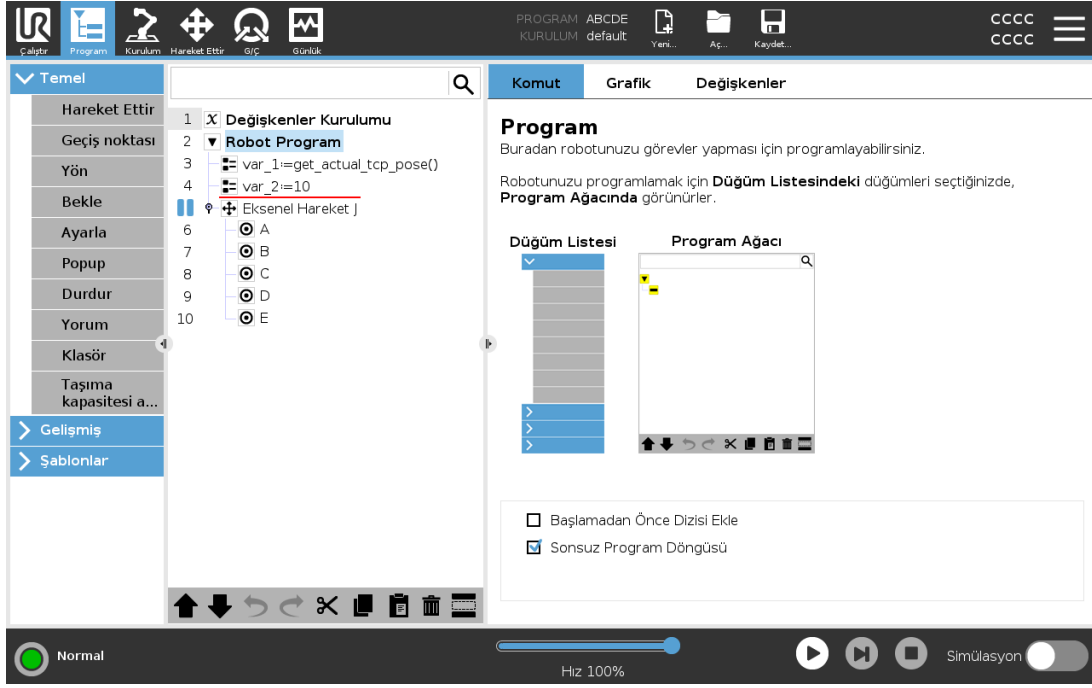 PROGRAM ABCDE
KURULUM default
CCCC
CCCC
Çalıştır
Program
Kurulum
Hareket Ettir
G/Ç
Günlük
Yeni...
Aç...
Kaydet...
Temel
Hareket Ettir
Geçiş noktası
Yön
Bekle
Ayarla
Popup
Durdur
Yorum
Klasör
Taşıma
kapasitesi a...
Gelişmiş
Şablonlar
1 x Değişkenler Kurulumu
2 Robot Program
3 var_1:=get_actual_tcp_pose()
4 var_2:=10
Eksenel Hareket J
6 A
7 B
8 C
9 D
10 E
Komut
Grafik
Değişkenler
Program
Buradan robotunuzu görevler yapması için programlayabilirsiniz.
Robotunuzu programlamak için Düğüm Listesindeki düğümleri seçtiğinizde,
Program Ağacında görünürler.
Düğüm Listesi
Program Ağacı
Başlamadan Önce Dizisi Ekle
Sonsuz Program Döngüsü
Normal
Hız 100%
Simülasyon